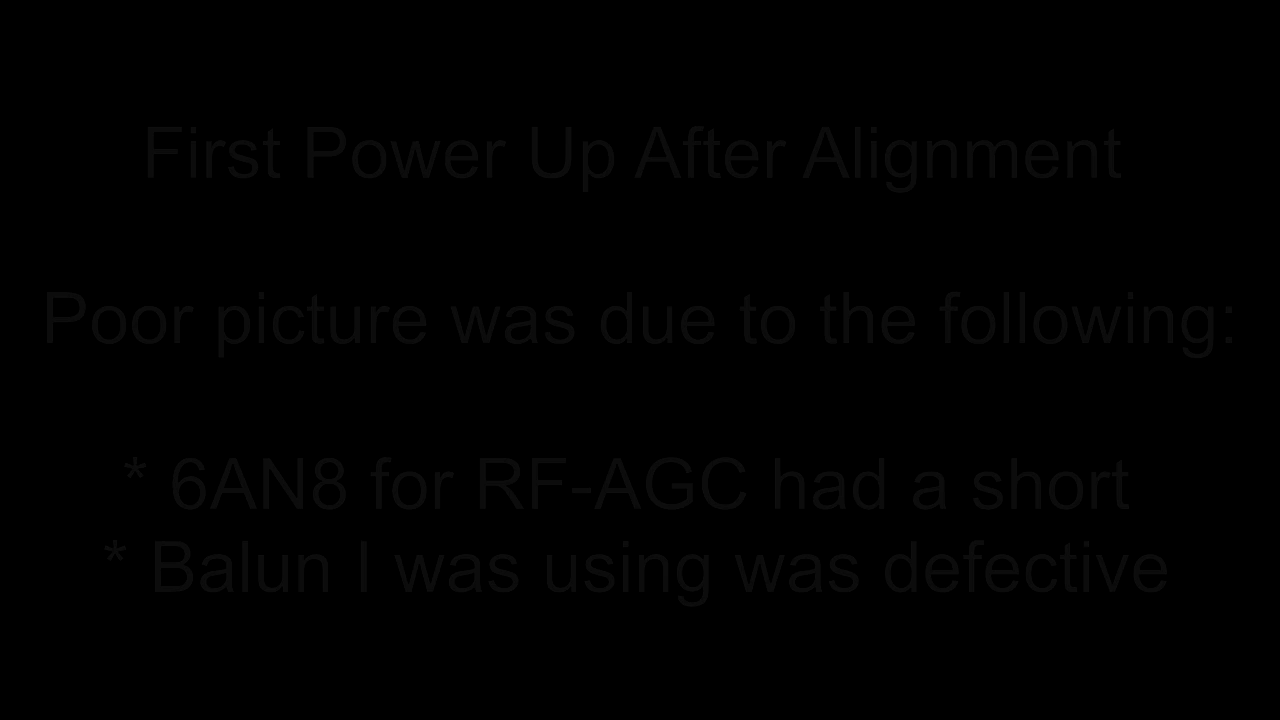 First Power Up After Alignment
Poor picture was due to the following:
* 6AN8 for RF-AGC had a short
* Balun I was using was defective